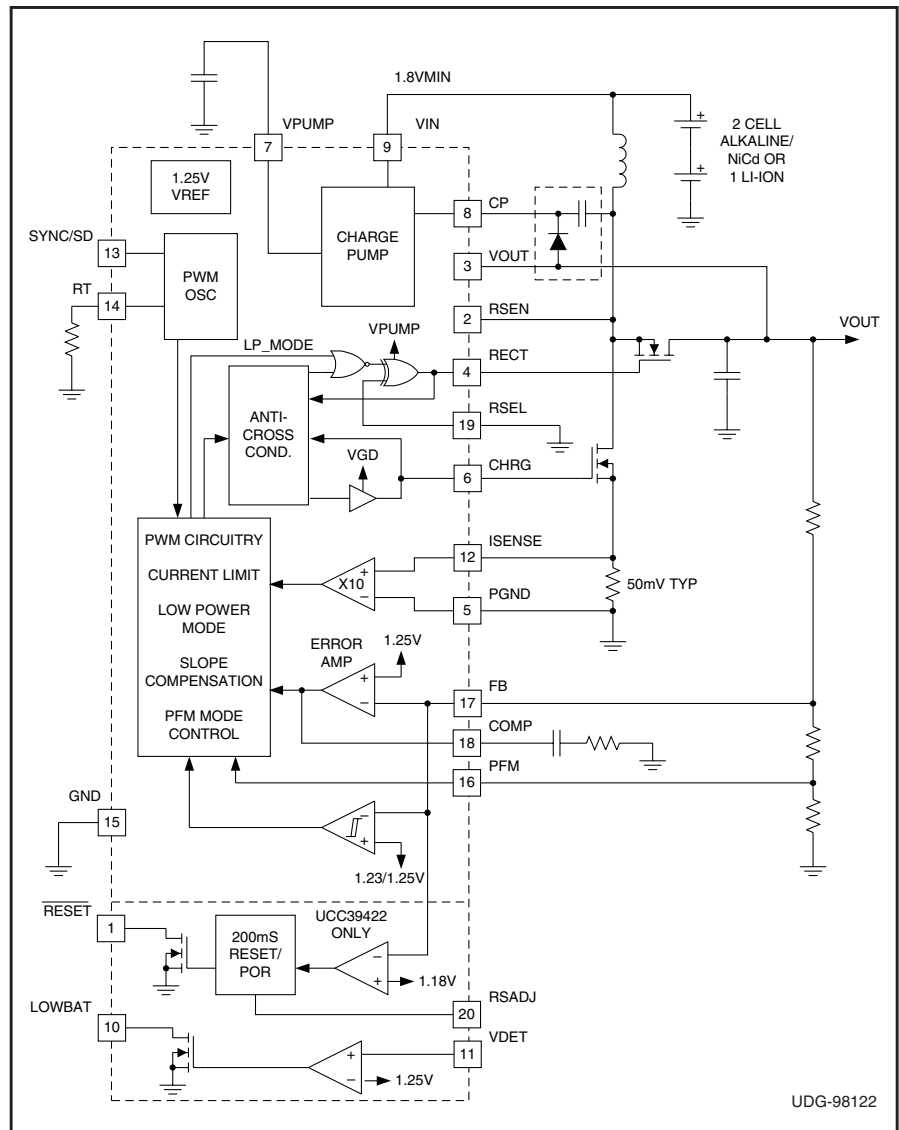 1.8VMIN
VPUMP
VIN
7
9
2 CELL
ALKALINE/
NiCd OR
1 LI-ION
+
+
1.25V
VREF
CHARGE
PUMP
8
CP
SYNC/SD
13
PWM
OSC
3
VOUT
RT
14
2
RSEN
VOUT
LP_MODE
VPUMP
4
RECT
ANTI-
CROSS
COND.
19
RSEL
VGD
6
CHRG
PWM CIRCUITRY
CURRENT LIMIT
LOW POWER
MODE
SLOPE
COMPENSATION
PFM MODE
CONTROL
X10
+
–
12
ISENSE
50mV TYP
5
PGND
ERROR
AMP
1.25V
+
–
17
FB
18
COMP
16
PFM
GND
15
–
+
1.23/1.25V
RESET
1
200mS
RESET/
POR
UCC39422
ONLY
–
+
1.18V
20
RSADJ
LOWBAT
10
+
–
11
VDET
1.25V
UDG-98122